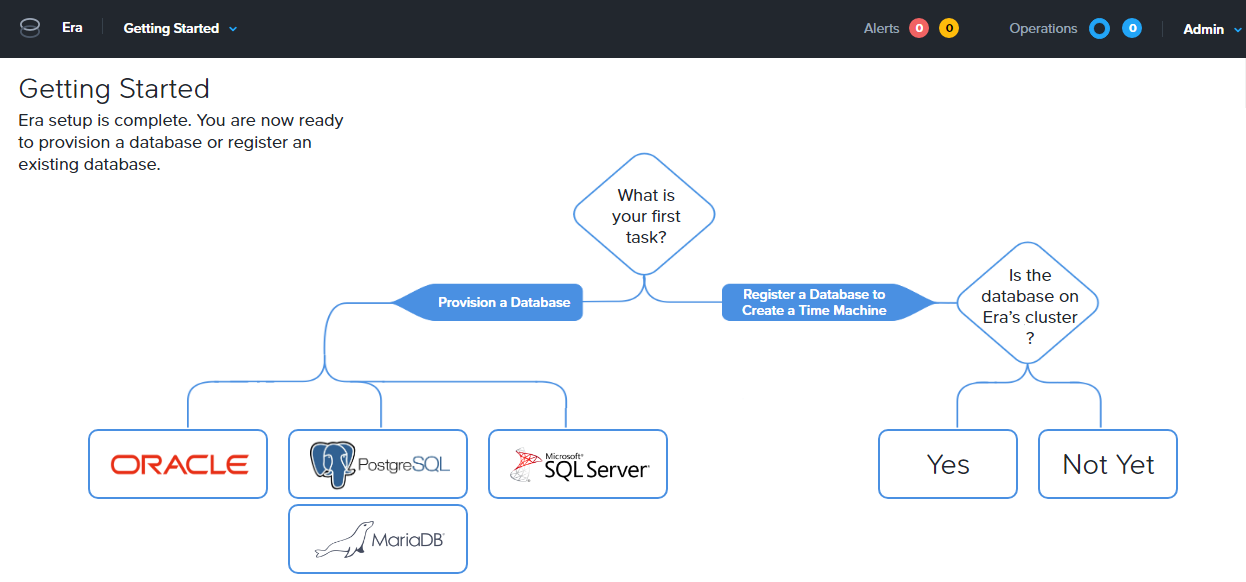 Era
Getting Started
Alerts 0 0
Operations 0
Admin
Getting Started
Era setup is complete. You are now ready
to provision a database or register an
existing database.
What is
your first
task?
Provision a Database
Register a Database to
Create a Time Machine
Is the
database on
Era's cluster
?
ORACLE
PostgreSQL
Microsoft®
SQL Server
MariaDB
Yes
Not Yet